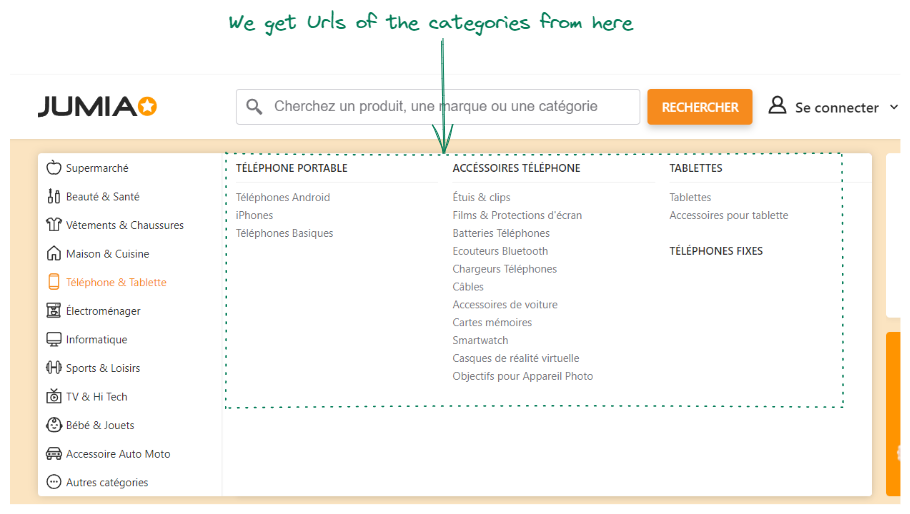 We get Urls of the categories from here
JUMIA
Cherchez un produit, une marque ou une catégorie
RECHERCHER
Se connecter
Supermarché
Beauté & Santé
Vêtements & Chaussures
Maison & Cuisine
Téléphone & Tablette
Électroménager
Informatique
Sports & Loisirs
TV & Hi Tech
Bébé & Jouets
Accessoire Auto Moto
Autres catégories
TÉLÉPHONE PORTABLE
Téléphones Android
iPhones
Téléphones Basiques
ACCÉSSOIRES TÉLÉPHONE
Étuis & clips
Films & Protections d'écran
Batteries Téléphones
Ecouteurs Bluetooth
Chargeurs Téléphones
Câbles
Accessoires de voiture
Cartes mémoires
Smartwatch
Casques de réalité virtuelle
Objectifs pour Appareil Photo
TABLETTES
Tablettes
Accessoires pour tablette
TÉLÉPHONES FIXES